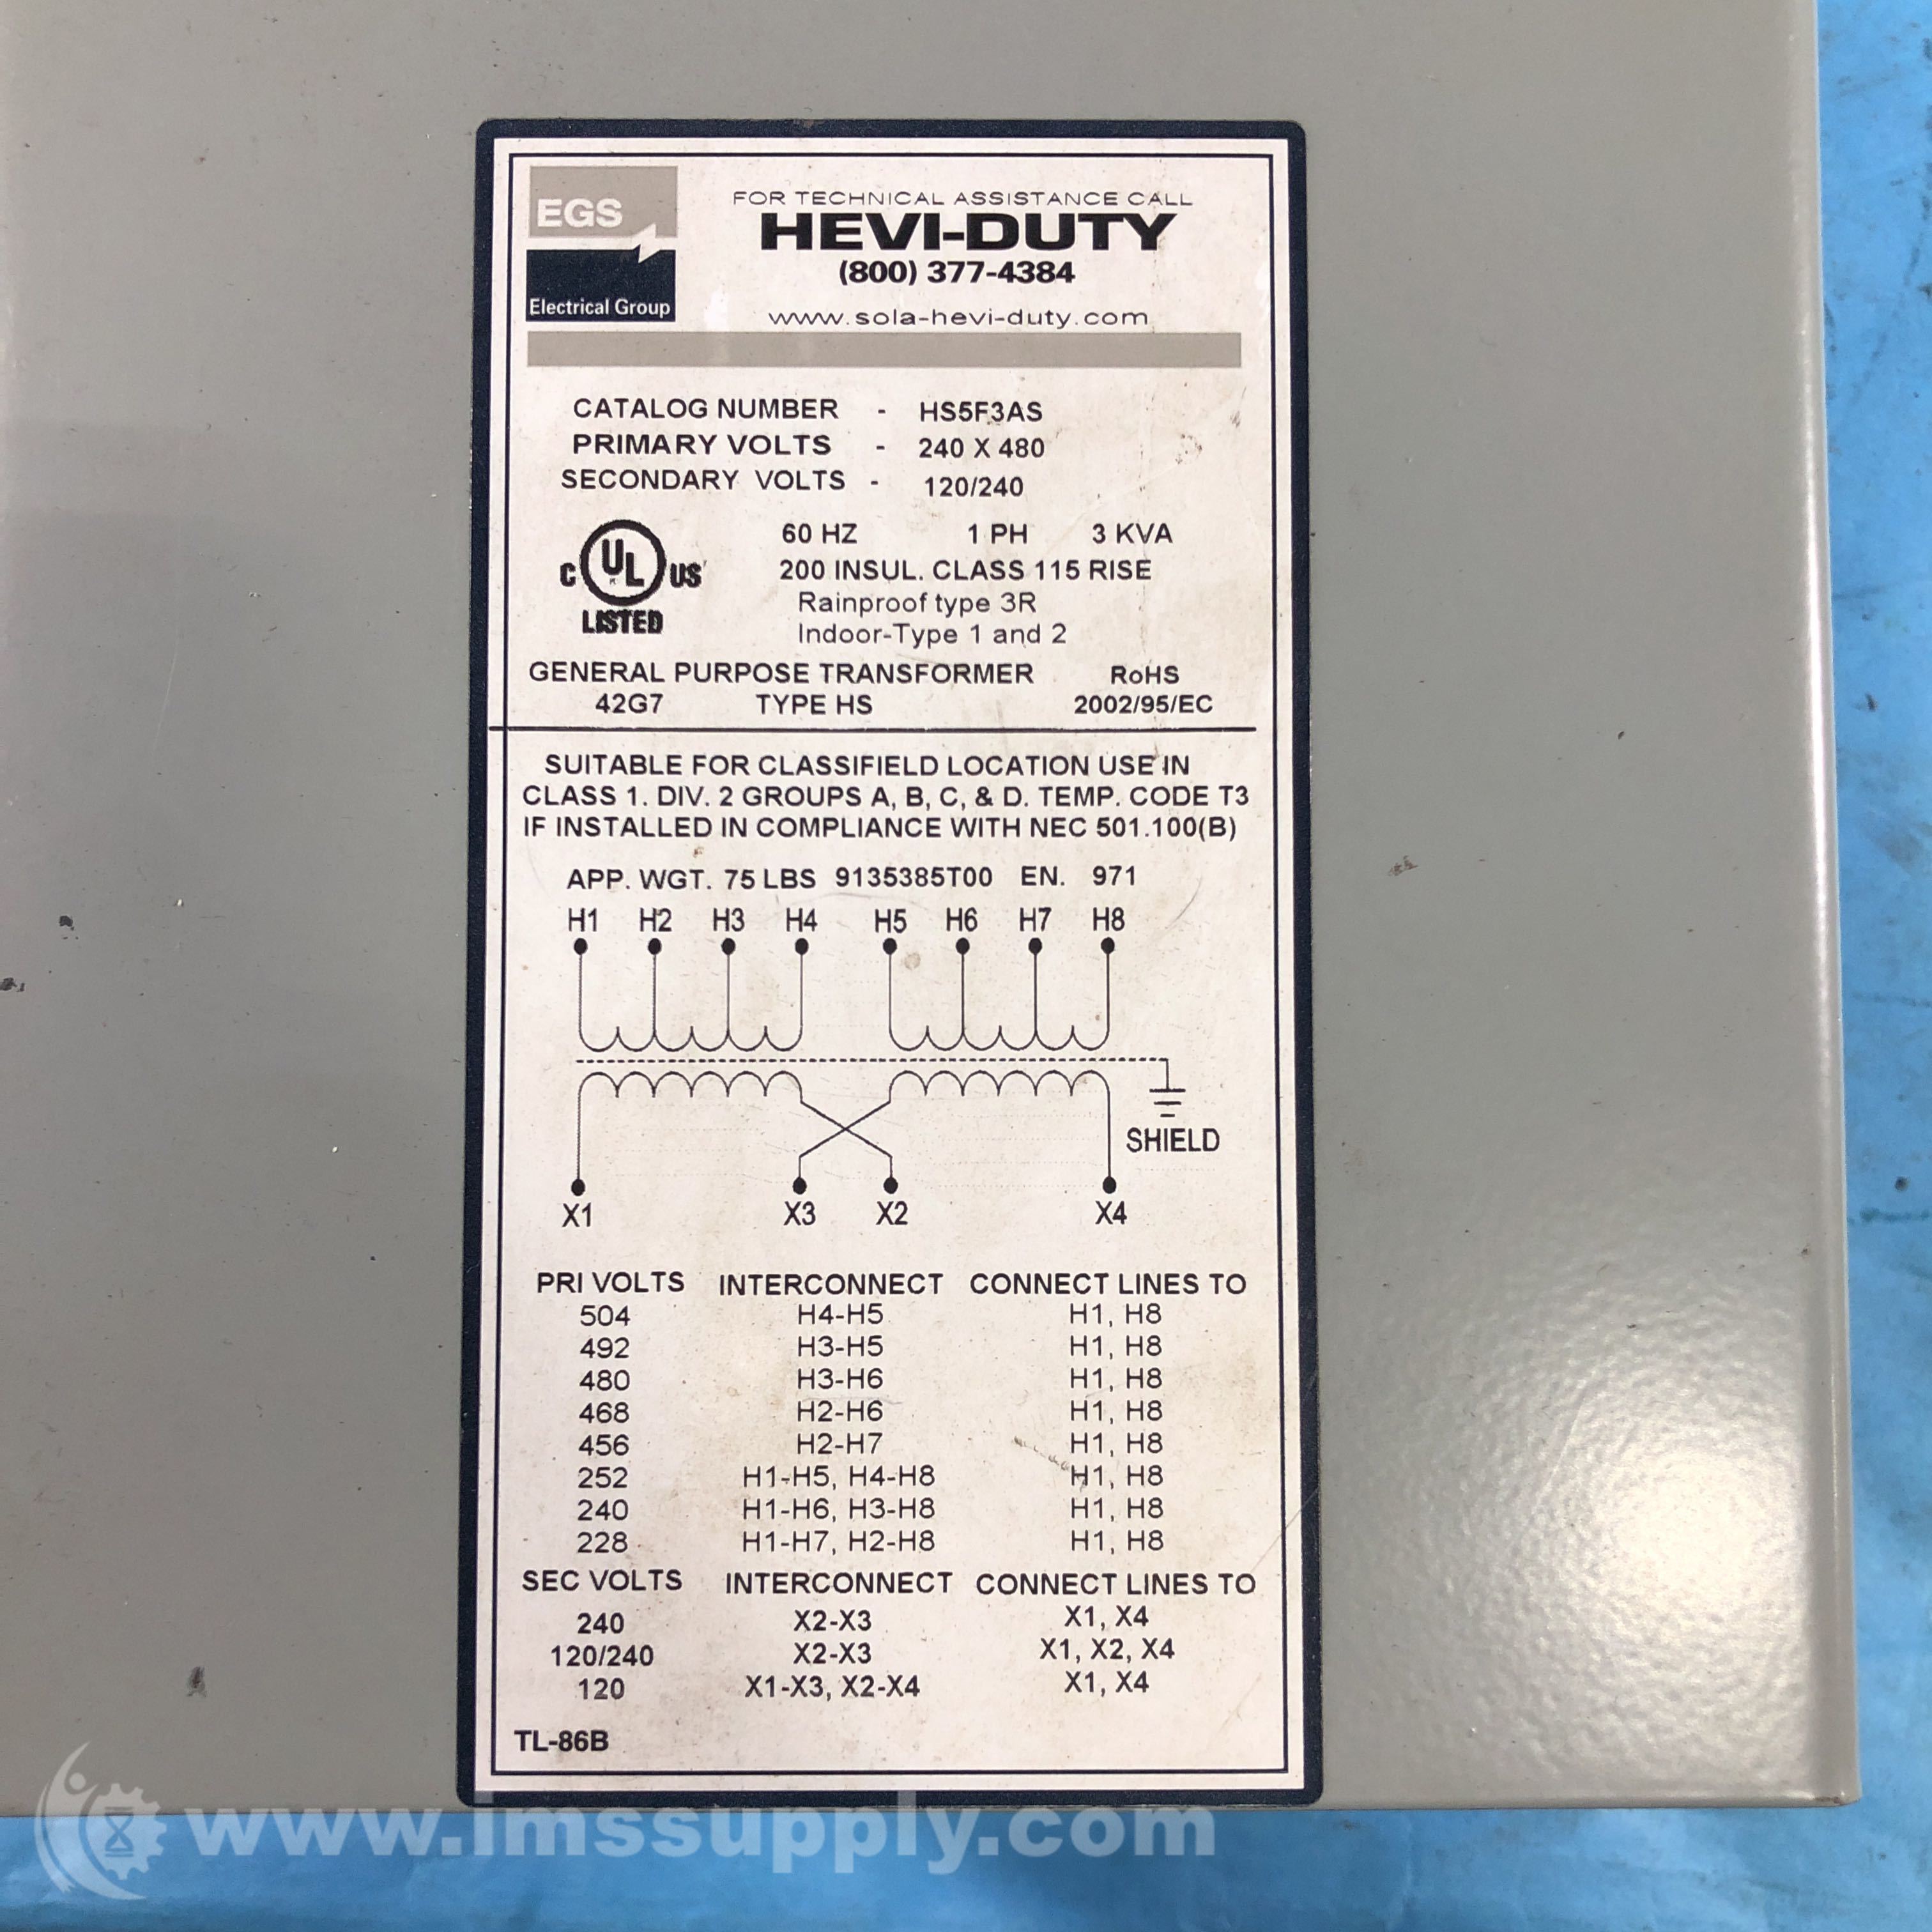 EGS
Electrical Group
FOR TECHNICAL ASSISTANCE CALL
HEVI-DUTY
(800) 377-4384
www.sola-hevi-duty.com
CATALOG NUMBER - HS5F3AS
PRIMARY VOLTS - 240 X 480
SECONDARY VOLTS - 120/240
C UL US
LISTED
60 HZ 1 PH 3 KVA
200 INSUL. CLASS 115 RISE
Rainproof type 3R
Indoor-Type 1 and 2
GENERAL PURPOSE TRANSFORMER RoHS
42G7 TYPE HS 2002/95/EC
SUITABLE FOR CLASSIFIELD LOCATION USE IN
CLASS 1. DIV. 2 GROUPS A, B, C, & D. TEMP. CODE T3
IF INSTALLED IN COMPLIANCE WITH NEC 501.100(B)
APP. WGT. 75 LBS 9135385T00 EN. 971
H1 H2 H3 H4 H5 H6 H7 H8
SHIELD
X1 X3 X2 X4
PRI VOLTS INTERCONNECT CONNECT LINES TO
504 H4-H5 H1, H8
492 H3-H5 H1, H8
480 H3-H6 H1, H8
468 H2-H6 H1, H8
456 H2-H7 H1, H8
252 H1-H5, H4-H8 H1, H8
240 H1-H6, H3-H8 H1, H8
228 H1-H7, H2-H8 H1, H8
SEC VOLTS INTERCONNECT CONNECT LINES TO
240 X2-X3 X1, X4
120/240 X2-X3 X1, X2, X4
120 X1-X3, X2-X4 X1, X4
TL-86B
www.imssupply.com